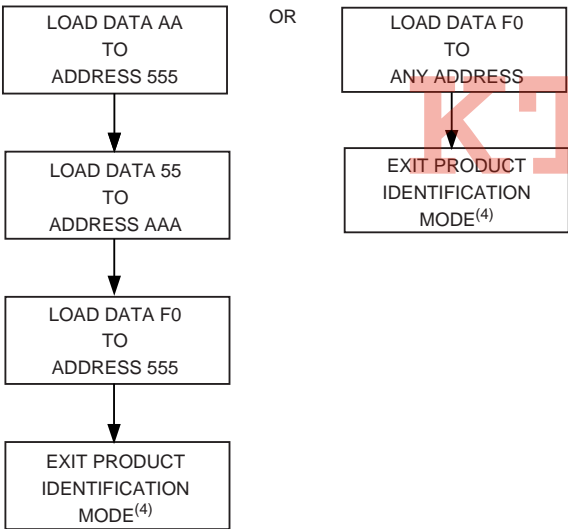 LOAD DATA AA
TO
ADDRESS 555
LOAD DATA 55
TO
ADDRESS AAA
LOAD DATA F0
TO
ADDRESS 555
EXIT PRODUCT
IDENTIFICATION
MODE(4)
OR
LOAD DATA F0
TO
ANY ADDRESS
EXIT PRODUCT
IDENTIFICATION
MODE(4)